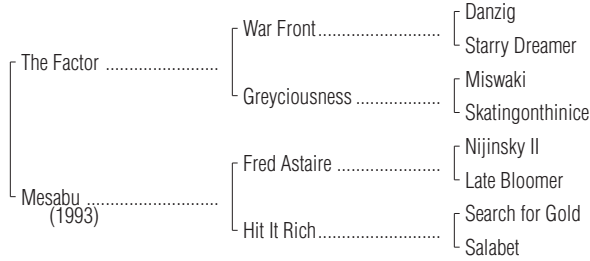 Danzig
War Front........................
Starry Dreamer
The Factor ......................
Miswaki
Greyciousness .................
Skatingonthinice
Nijinsky II
Fred Astaire ....................
Late Bloomer
Mesabu .........................
(1993)
Search for Gold
Hit It Rich........................
Salabet